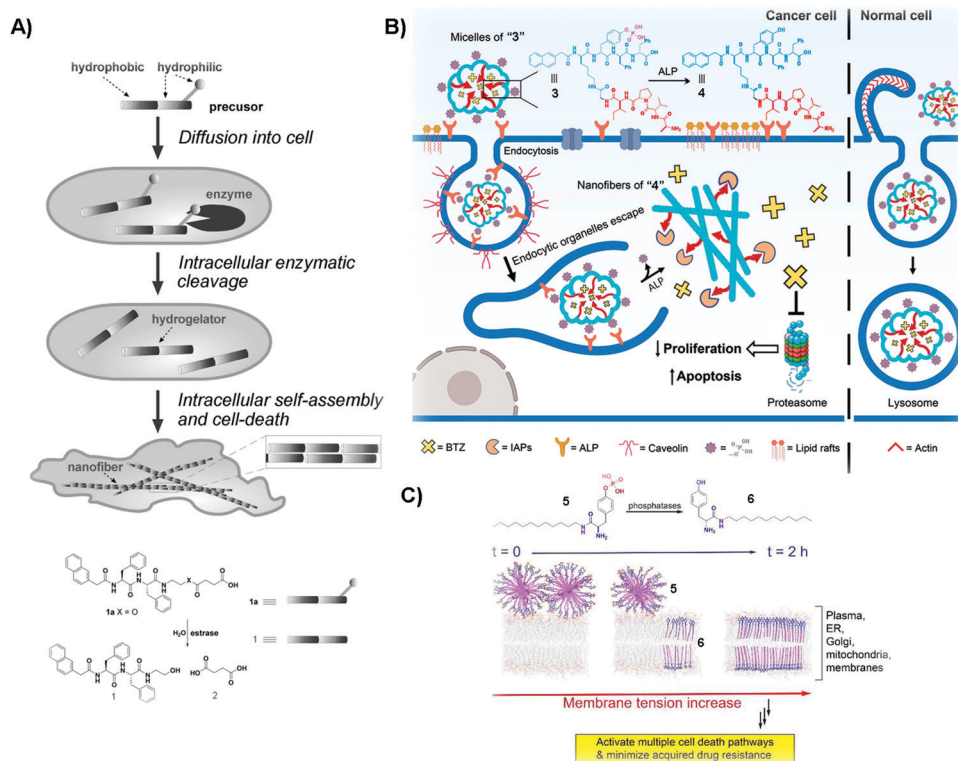 A)
hydrophobic
hydrophilic
precusor
Diffusion into cell
enzyme
Intracellular enzymatic
cleavage
hydrogelator
Intracellular self-assembly
and cell-death
nanofiber
1a X = O
H₂O estrase
1
2
1a
1
B)
Cancer cell
Normal cell
Micelles of "3"
3
ALP
4
Endocytosis
Nanofibers of "4"
Endocytic organelles escape
ALP
↓ Proliferation
↑ Apoptosis
Proteasome
Lysosome
= BTZ
= IAPs
= ALP
= Caveolin
=
= Lipid rafts
= Actin
C)
5
phosphatases
6
t = 0
t = 2 h
5
6
Plasma,
ER,
Golgi,
mitochondria,
membranes
Membrane tension increase
Activate multiple cell death pathways
& minimize acquired drug resistance